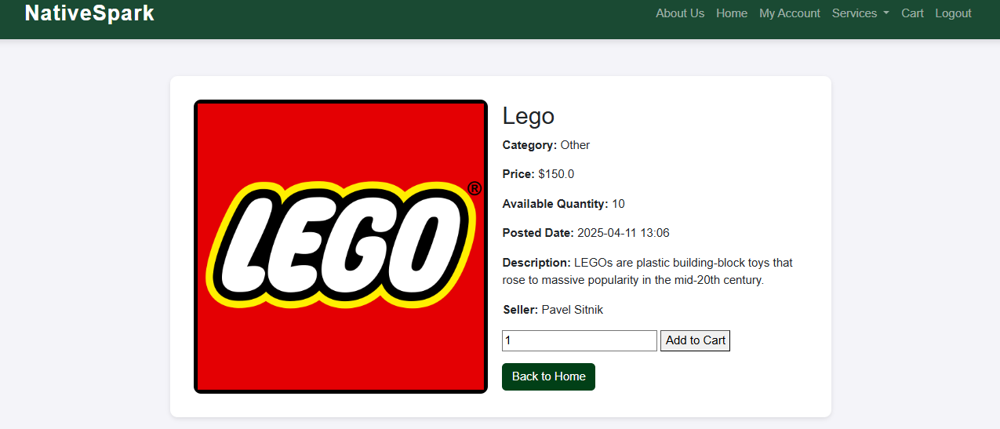 NativeSpark
About Us Home My Account Services Cart Logout
LEGO®
Lego
Category: Other
Price: $150.0
Available Quantity: 10
Posted Date: 2025-04-11 13:06
Description: LEGOs are plastic building-block toys that
rose to massive popularity in the mid-20th century.
Seller: Pavel Sitnik
1 Add to Cart
Back to Home